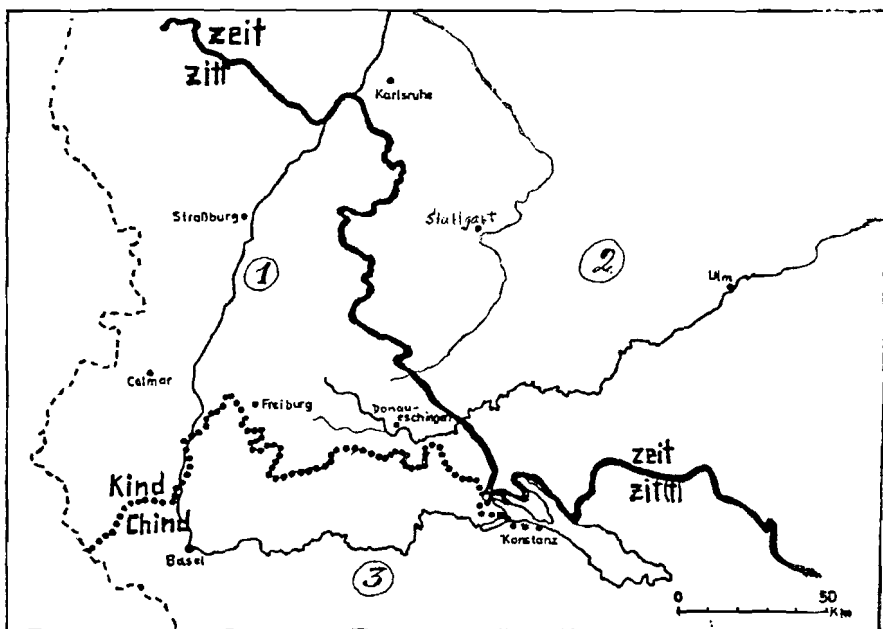 zeit
zitt
Karlsruhe
Straßburg
Stuttgart
1
2
Ulm
Colmar
Freiburg
Donau-
eschingen
zeit
zit(t)
Kind
Chind
Basel
Konstanz
3
0 50
Km